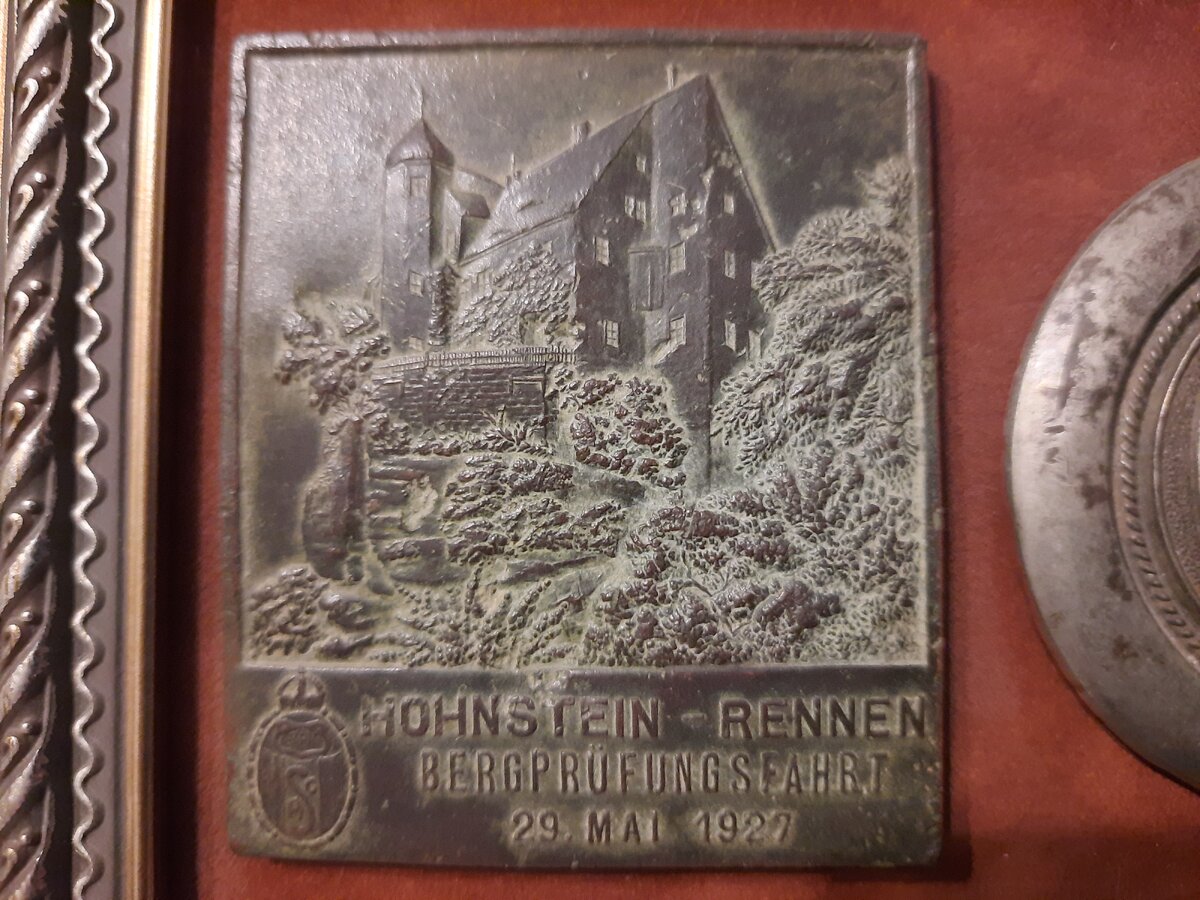 HOHNSTEIN - RENNEN
BERGPRÜFUNGSFAHRT
29. MAI 1927